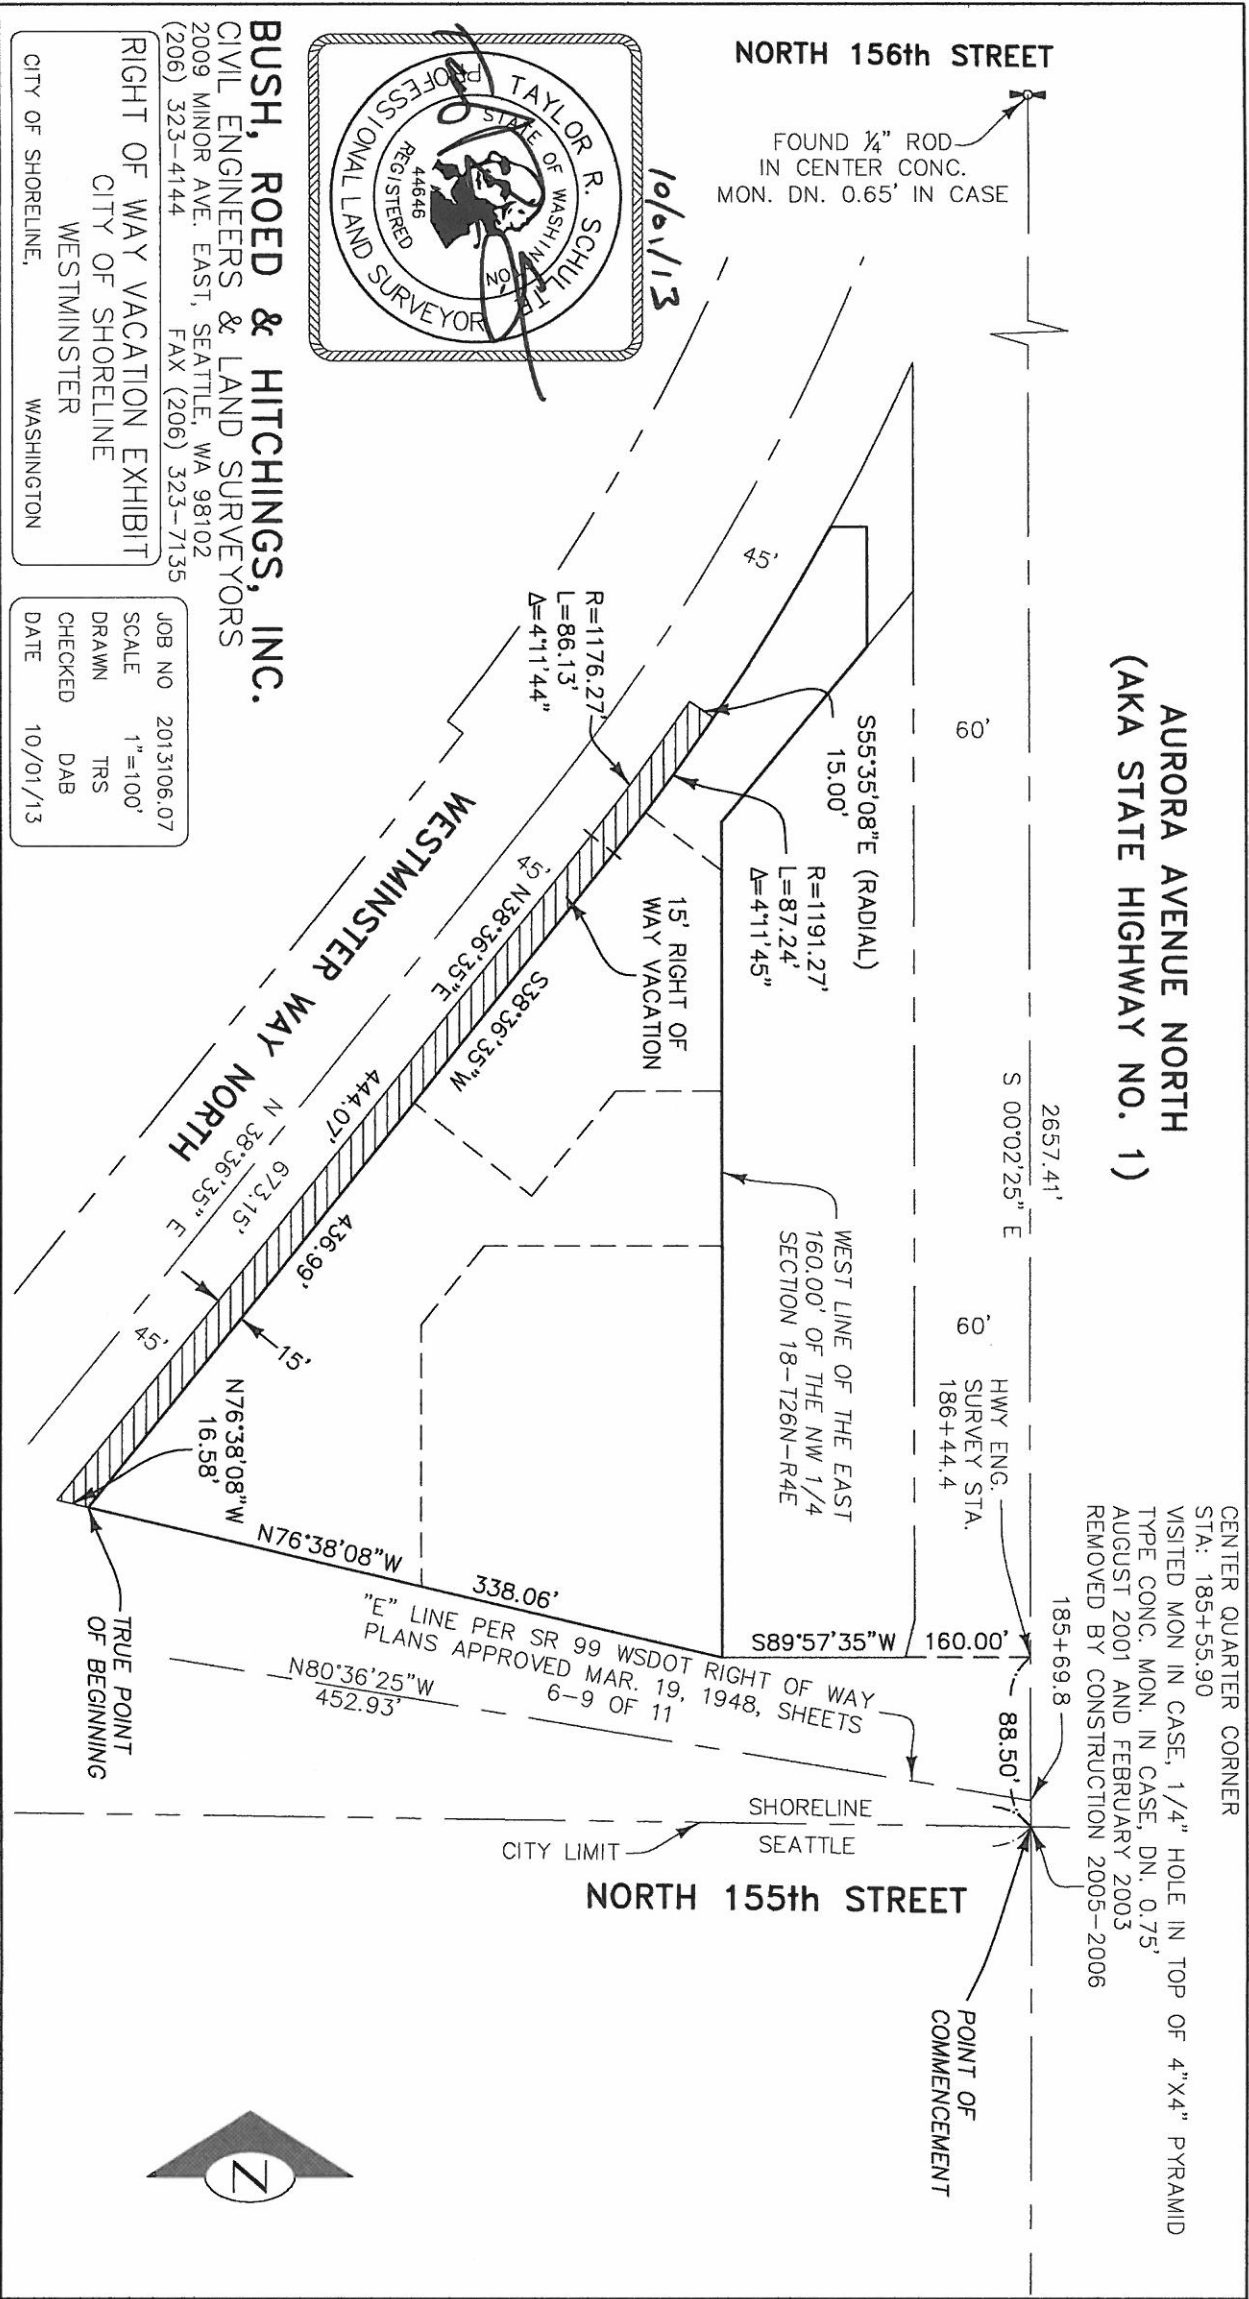 AURORA AVENUE NORTH
(AKA STATE HIGHWAY NO. 1)
NORTH 156th STREET
FOUND ¼" ROD
IN CENTER CONC.
MON. DN. 0.65' IN CASE
2657.41'
S 00°02'25" E
60'
60'
HWY ENG.
SURVEY STA.
186+44.4
CENTER QUARTER CORNER
STA: 185+55.90
VISITED MON IN CASE, 1/4" HOLE IN TOP OF 4"X4" PYRAMID
TYPE CONC. MON. IN CASE, DN. 0.75'
AUGUST 2001 AND FEBRUARY 2003
REMOVED BY CONSTRUCTION 2005-2006
185+69.8
88.50'
POINT OF
COMMENCEMENT
S89°57'35"W
160.00'
WEST LINE OF THE EAST
160.00' OF THE NW 1/4
SECTION 18-T26N-R4E
S55°35'08"E (RADIAL)
15.00'
R=1191.27'
L=87.24'
Δ=4°11'45"
R=1176.27'
L=86.13'
Δ=4°11'44"
15' RIGHT OF
WAY VACATION
45'
45'
N38°36'35"E
444.07'
S38°36'35"W
436.99'
673.15'
N 38°36'35" E
45'
15'
WESTMINSTER WAY NORTH
N76°38'08"W
16.58'
N76°38'08"W
338.06'
"E" LINE PER SR 99 WSDOT RIGHT OF WAY
PLANS APPROVED MAR. 19, 1948, SHEETS
6-9 OF 11
N80°36'25"W
452.93'
TRUE POINT
OF BEGINNING
SHORELINE
SEATTLE
CITY LIMIT
NORTH 155th STREET
N
10/01/13
TAYLOR R. SCHULTE
STATE OF WASHINGTON
44646
REGISTERED
PROFESSIONAL LAND SURVEYOR
BUSH, ROED & HITCHINGS, INC.
CIVIL ENGINEERS & LAND SURVEYORS
2009 MINOR AVE. EAST, SEATTLE, WA 98102
(206) 323-4144 FAX (206) 323-7135
RIGHT OF WAY VACATION EXHIBIT
CITY OF SHORELINE
WESTMINSTER
CITY OF SHORELINE, WASHINGTON
JOB NO 2013106.07
SCALE 1"=100'
DRAWN TRS
CHECKED DAB
DATE 10/01/13